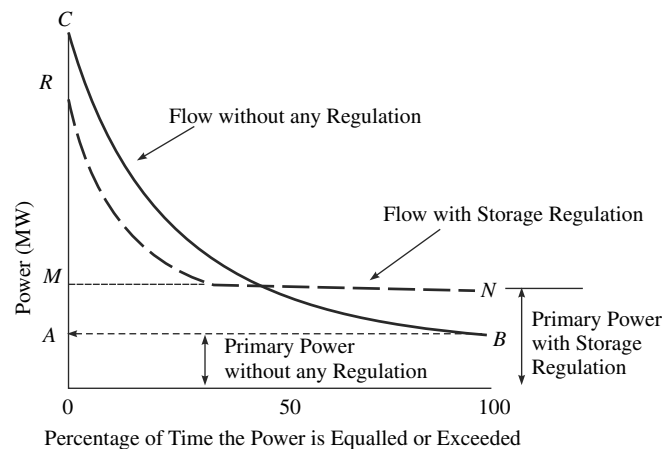 C
R
Flow without any Regulation
Flow with Storage Regulation
Power (MW)
M
N
A
B
Primary Power
without any Regulation
Primary Power
with Storage
Regulation
0
50
100
Percentage of Time the Power is Equalled or Exceeded